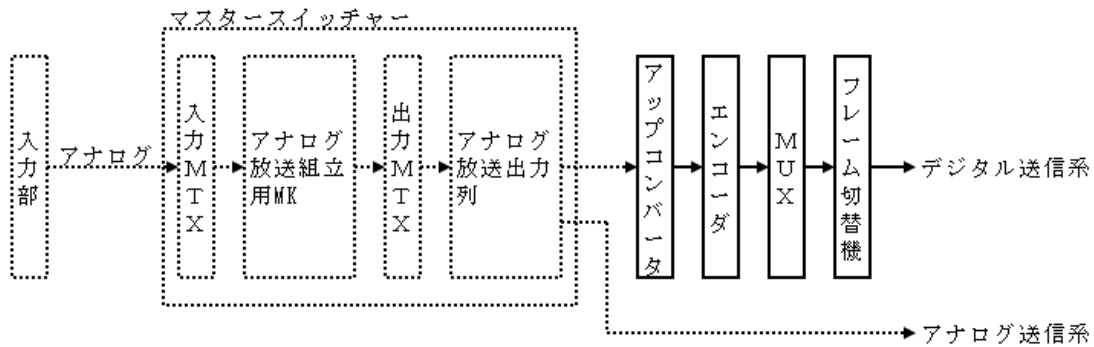 マスタースイッチャー
入力部
アナログ
入力MTX
アナログ
放送組立
用MK
出力MTX
アナログ
放送出力
列
アップコンバータ
エンコーダ
MUX
フレーム切替機
デジタル送信系
アナログ送信系